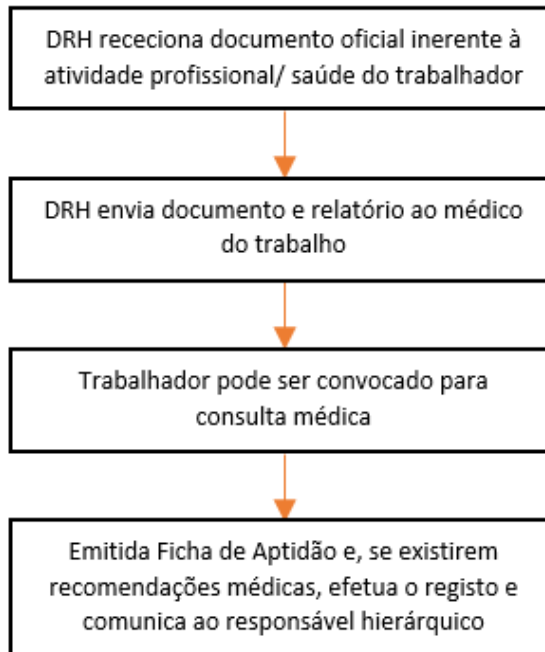 DRH receciona documento oficial inerente à
atividade profissional/ saúde do trabalhador
DRH envia documento e relatório ao médico
do trabalho
Trabalhador pode ser convocado para
consulta médica
Emitida Ficha de Aptidão e, se existirem
recomendações médicas, efetua o registo e
comunica ao responsável hierárquico